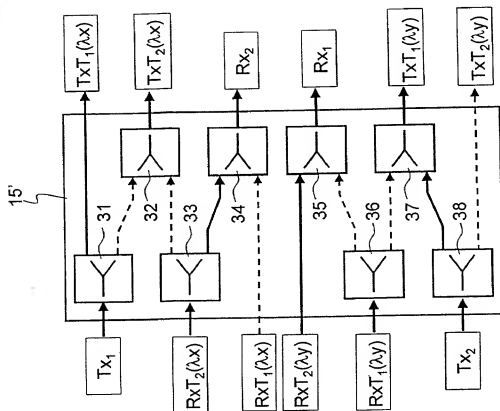 15'
TxT₁(λx)
TxT₂(λx)
Rx₂
Rx₁
TxT₁(λy)
TxT₂(λy)
31
32
33
34
35
36
37
38
Tx₁
RxT₂(λx)
RxT₁(λx)
RxT₂(λy)
RxT₁(λy)
Tx₂